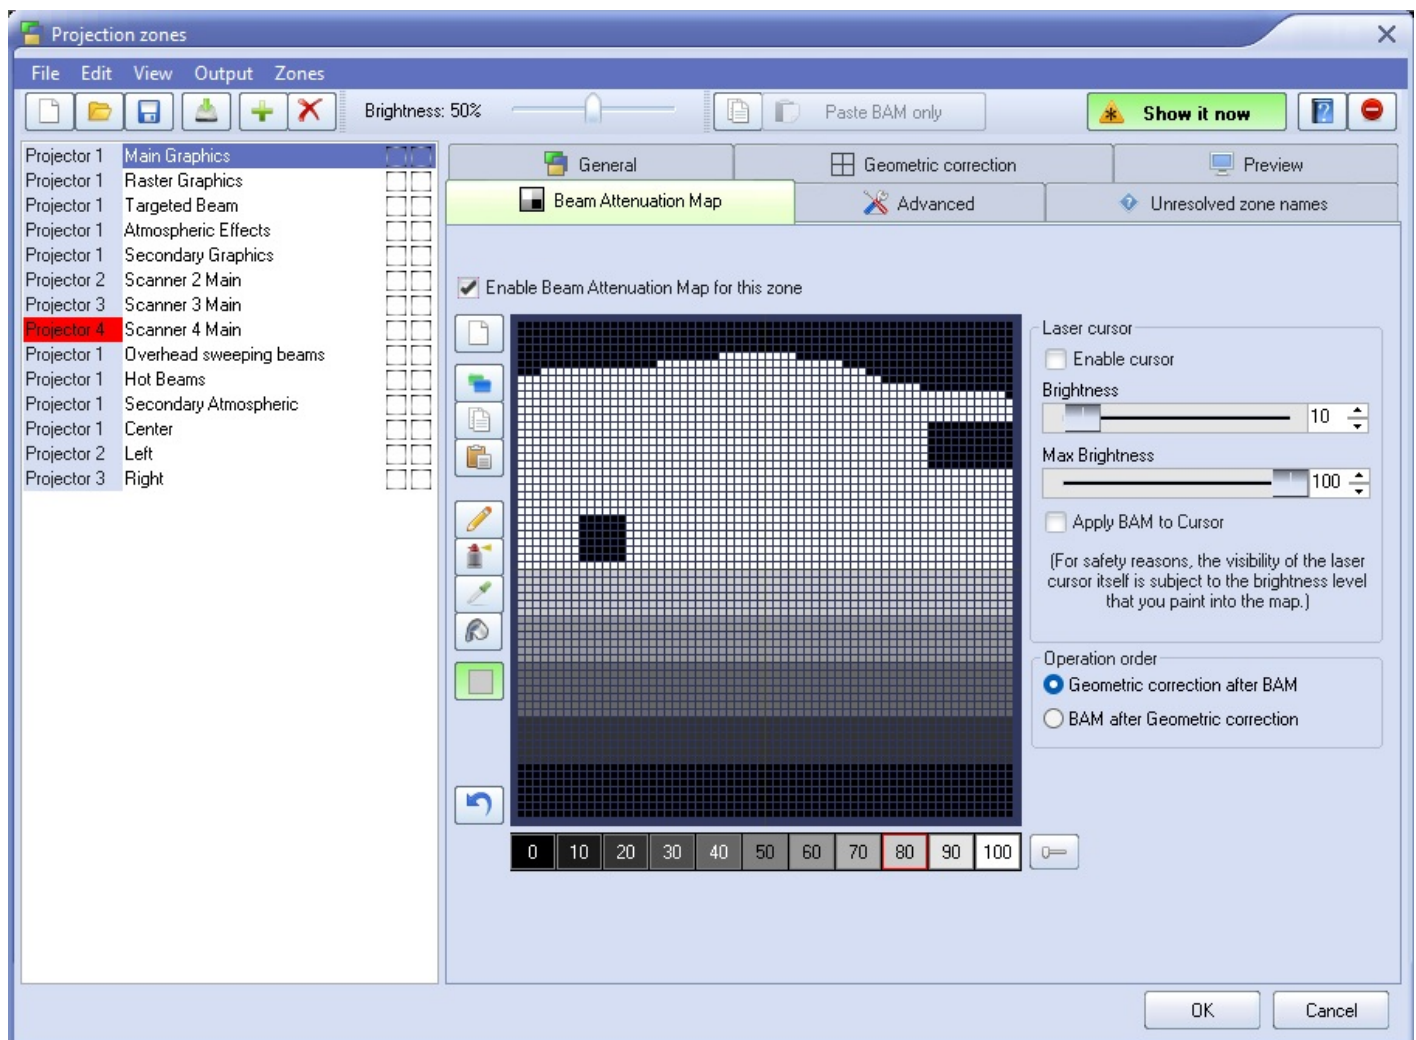 Projection zones
File Edit View Output Zones
Brightness: 50%
Paste BAM only
Show it now
Projector 1 Main Graphics
Projector 1 Raster Graphics
Projector 1 Targeted Beam
Projector 1 Atmospheric Effects
Projector 1 Secondary Graphics
Projector 2 Scanner 2 Main
Projector 3 Scanner 3 Main
Projector 4 Scanner 4 Main
Projector 1 Overhead sweeping beams
Projector 1 Hot Beams
Projector 1 Secondary Atmospheric
Projector 1 Center
Projector 2 Left
Projector 3 Right
General
Geometric correction
Preview
Beam Attenuation Map
Advanced
Unresolved zone names
Enable Beam Attenuation Map for this zone
Laser cursor
Enable cursor
Brightness
10
Max Brightness
100
Apply BAM to Cursor
(For safety reasons, the visibility of the laser
cursor itself is subject to the brightness level
that you paint into the map.)
Operation order
Geometric correction after BAM
BAM after Geometric correction
0 10 20 30 40 50 60 70 80 90 100
OK
Cancel